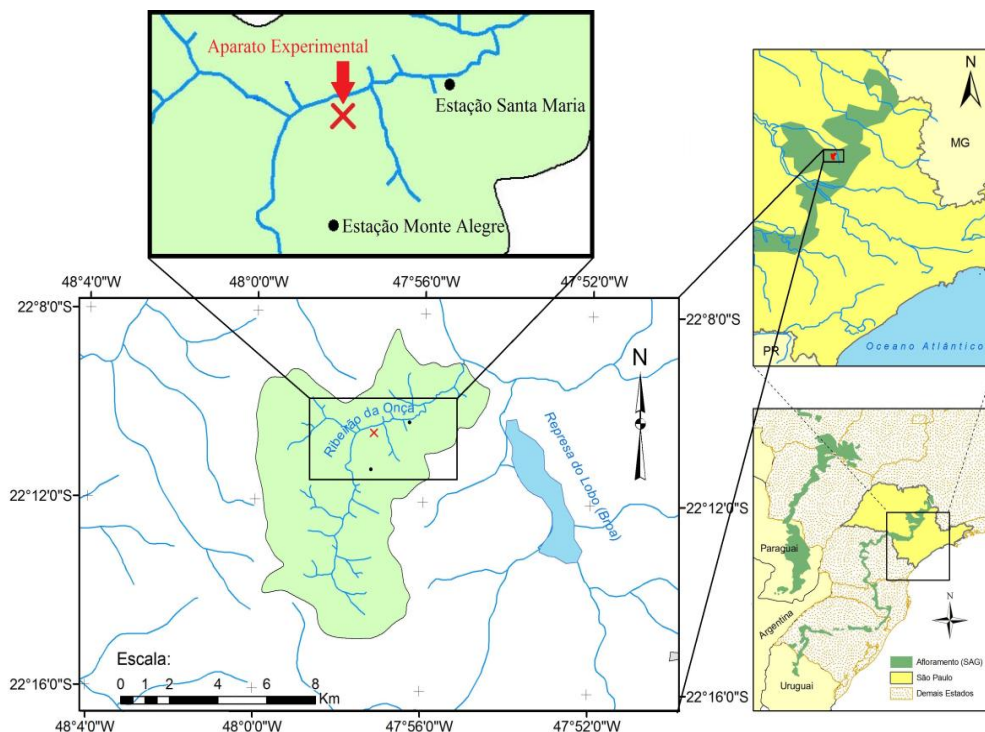 Aparato Experimental
Estação Santa Maria
Estação Monte Alegre
N
MG
PR
Oceano Atlântico
48°4'0"W
48°0'0"W
47°56'0"W
47°52'0"W
22°8'0"S
22°8'0"S
N
Ribeirão da Onça
Represa do Lobo (Broa)
22°12'0"S
22°12'0"S
Escala:
0 1 2 4 6 8
Km
22°16'0"S
22°16'0"S
48°4'0"W
48°0'0"W
47°56'0"W
47°52'0"W
Paraguai
Argentina
Uruguai
N
Afloramento (SAG)
São Paulo
Demais Estados